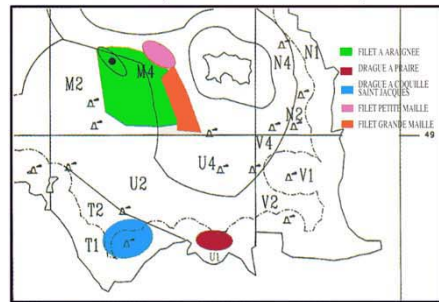 M2
M4
N4
N1
N2
V4
V1
V2
U4
U2
T2
T1
U1
49
FILET A ARAIGNEE
DRAGUE A PRAIRE
DRAGUE A COQUILLE
SAINT JACQUES
FILET PETITE MAILLE
FILET GRANDE MAILLE